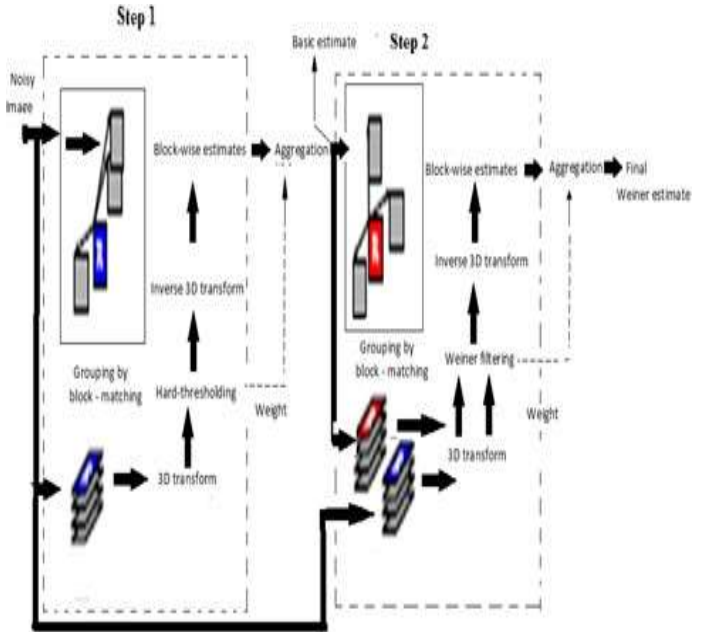 Step 1
Noisy
Image
Block-wise estimates
Aggregation
Inverse 3D transform
Grouping by
block - matching
Hard-thresholding
Weight
3D transform
Basic estimate
Step 2
Block-wise estimates
Aggregation
Final
Weiner estimate
Inverse 3D transform
Grouping by
block - matching
Weiner filtering
Weight
3D transform